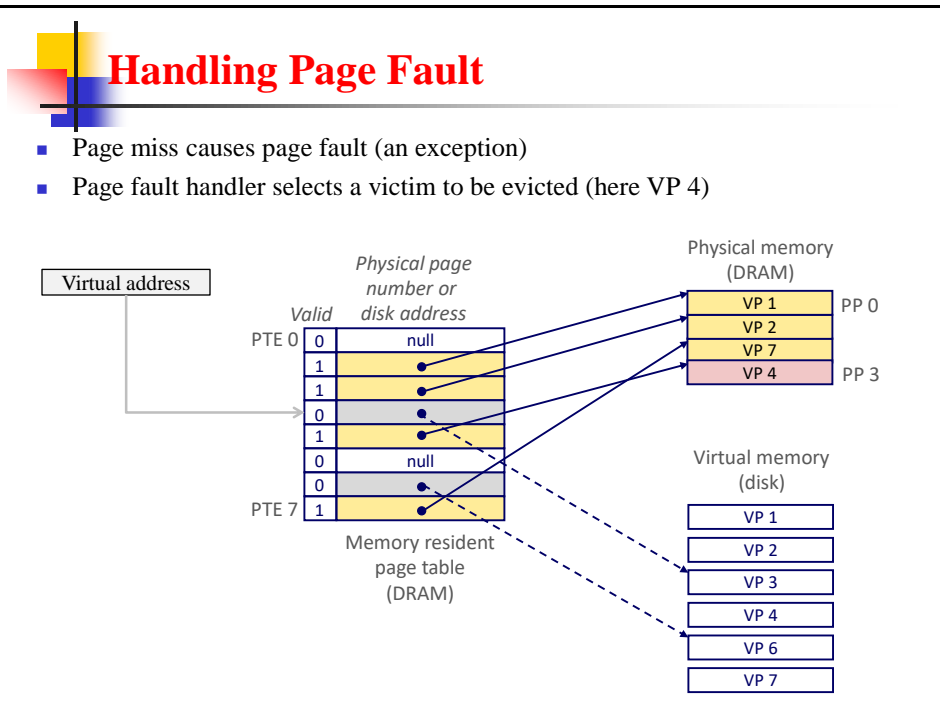 Handling Page Fault
Page miss causes page fault (an exception)
Page fault handler selects a victim to be evicted (here VP 4)
Virtual address
Physical page
number or
disk address
Valid
PTE 0
0
null
1
1
0
1
0
null
0
PTE 7
1
Memory resident
page table
(DRAM)
Physical memory
(DRAM)
VP 1
PP 0
VP 2
VP 7
VP 4
PP 3
Virtual memory
(disk)
VP 1
VP 2
VP 3
VP 4
VP 6
VP 7